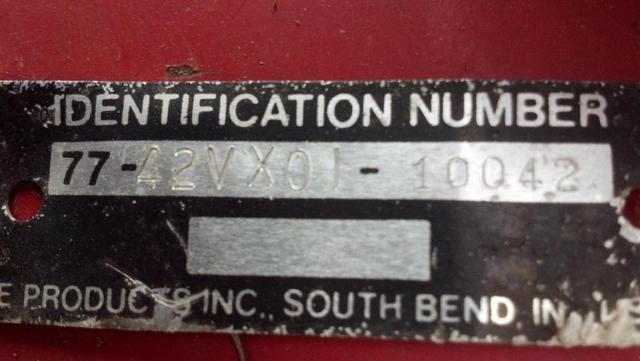 IDENTIFICATION NUMBER
77-42VX01-10042
E PRODUCTS INC., SOUTH BEND IN